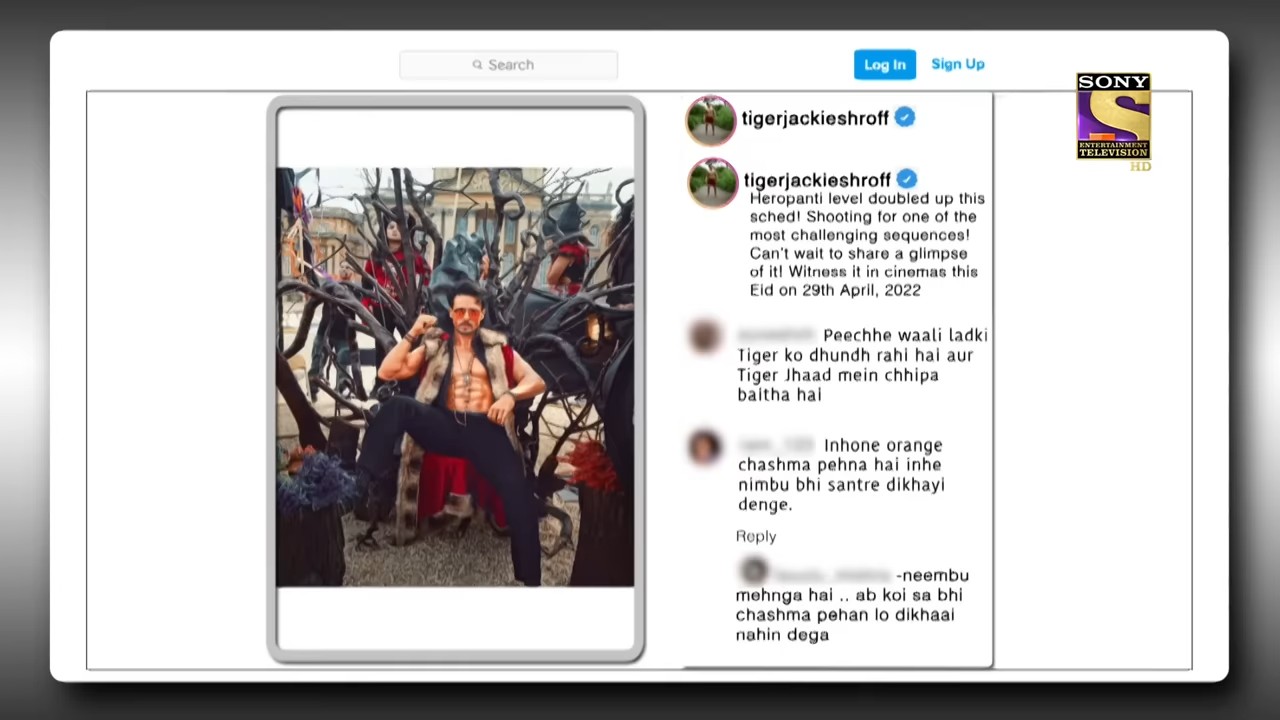 Search
Log In
Sign Up
SONY
S
ENTERTAINMENT
TELEVISION
HD
tigerjackieshroff
tigerjackieshroff
Heropanti level doubled up this
sched! Shooting for one of the
most challenging sequences!
Can't wait to share a glimpse
of it! Witness it in cinemas this
Eid on 29th April, 2022
Peechhe waali ladki
Tiger ko dhundh rahi hai aur
Tiger Jhaad mein chhipa
baitha hai
Inhone orange
chashma pehna hai inhe
nimbu bhi santre dikhayi
denge.
Reply
-neembu
mehnga hai .. ab koi sa bhi
chashma pehan lo dikhaai
nahin dega